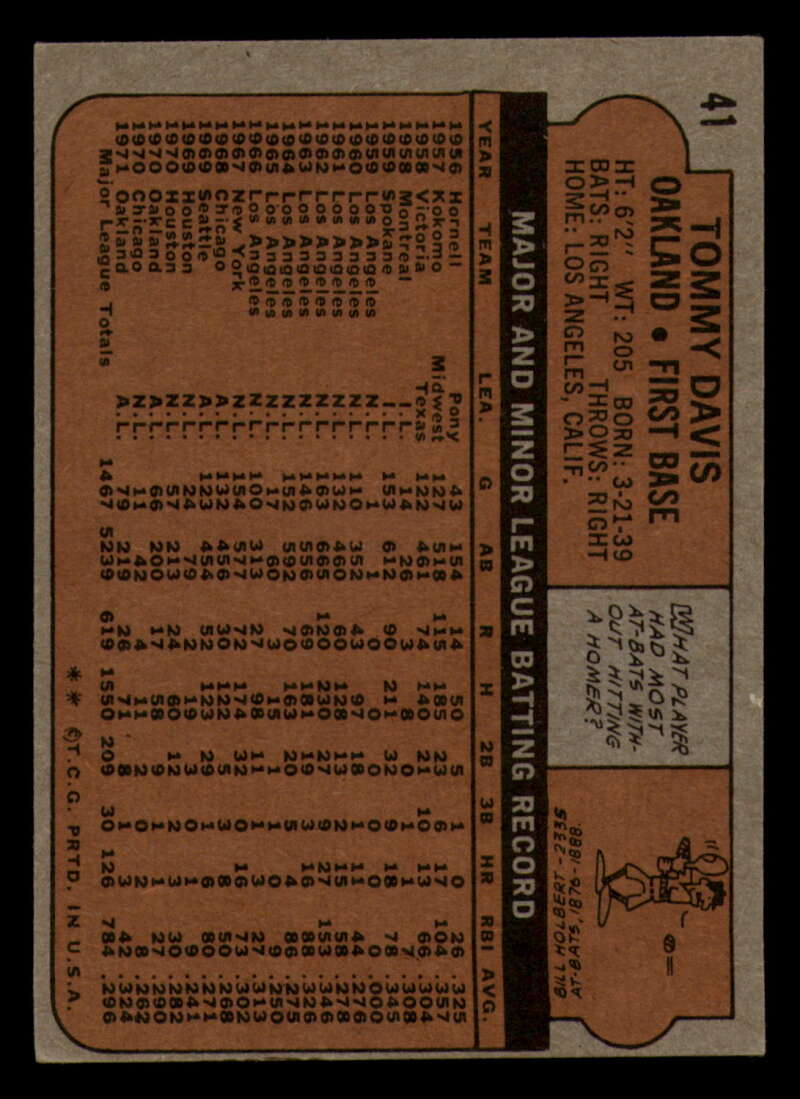 41
TOMMY DAVIS
OAKLAND • FIRST BASE
HT: 6'2" WT: 205 BORN: 3-21-39
BATS: RIGHT THROWS: RIGHT
HOME: LOS ANGELES, CALIF.
WHAT PLAYER
HAD MOST
AT-BATS WITH-
OUT HITTING
A HOMER?
BILL HOLBERT-2335
AT-BATS, 1876-1888.
MAJOR AND MINOR LEAGUE BATTING RECORD
YEAR TEAM LEA. G AB R H 2B 3B HR RBI AVG.
1956 Hornell Pony 43 154 14 50 5 1 0 26 .325
1957 Kokomo Midwest 127 518 115 185 23 6 17 104 .357
1958 Victoria Texas 122 461 74 140 21 10 13 66 .304
1958 Montreal I.L. 14 26 3 8 0 1 1 7 .308
1959 Spokane I.L. 153 612 90 211 32 9 18 78 .345
1959 Los Angeles N.L. 1 1 0 0 0 0 0 0 .000
1960 Los Angeles N.L. 110 352 43 97 18 1 11 44 .276
1961 Los Angeles N.L. 132 460 60 128 13 2 15 58 .278
1962 Los Angeles N.L. 163 665 120 230 27 9 27 153 .346
1963 Los Angeles N.L. 146 556 69 181 19 3 16 88 .326
1964 Los Angeles N.L. 152 592 70 163 20 5 14 86 .275
1965 Los Angeles N.L. 17 60 3 15 1 1 0 9 .250
1966 Los Angeles N.L. 100 313 27 98 11 1 3 27 .313
1967 New York N.L. 154 577 72 174 32 0 16 73 .302
1968 Chicago A.L. 132 456 30 122 5 3 8 50 .268
1969 Seattle A.L. 123 454 52 123 29 1 6 80 .271
1969 Houston N.L. 24 79 2 19 3 0 1 9 .241
1970 Houston N.L. 57 213 24 60 12 2 3 30 .282
1970 Oakland A.L. 66 200 17 58 9 1 1 27 .290
1970 Chicago N.L. 11 42 4 11 2 0 2 8 .262
1971 Oakland A.L. 79 219 26 71 8 1 3 42 .324
Major League Totals 1467 5239 619 1550 209 30 126 784 .296
** ©T.C.G. PRTD. IN U.S.A.